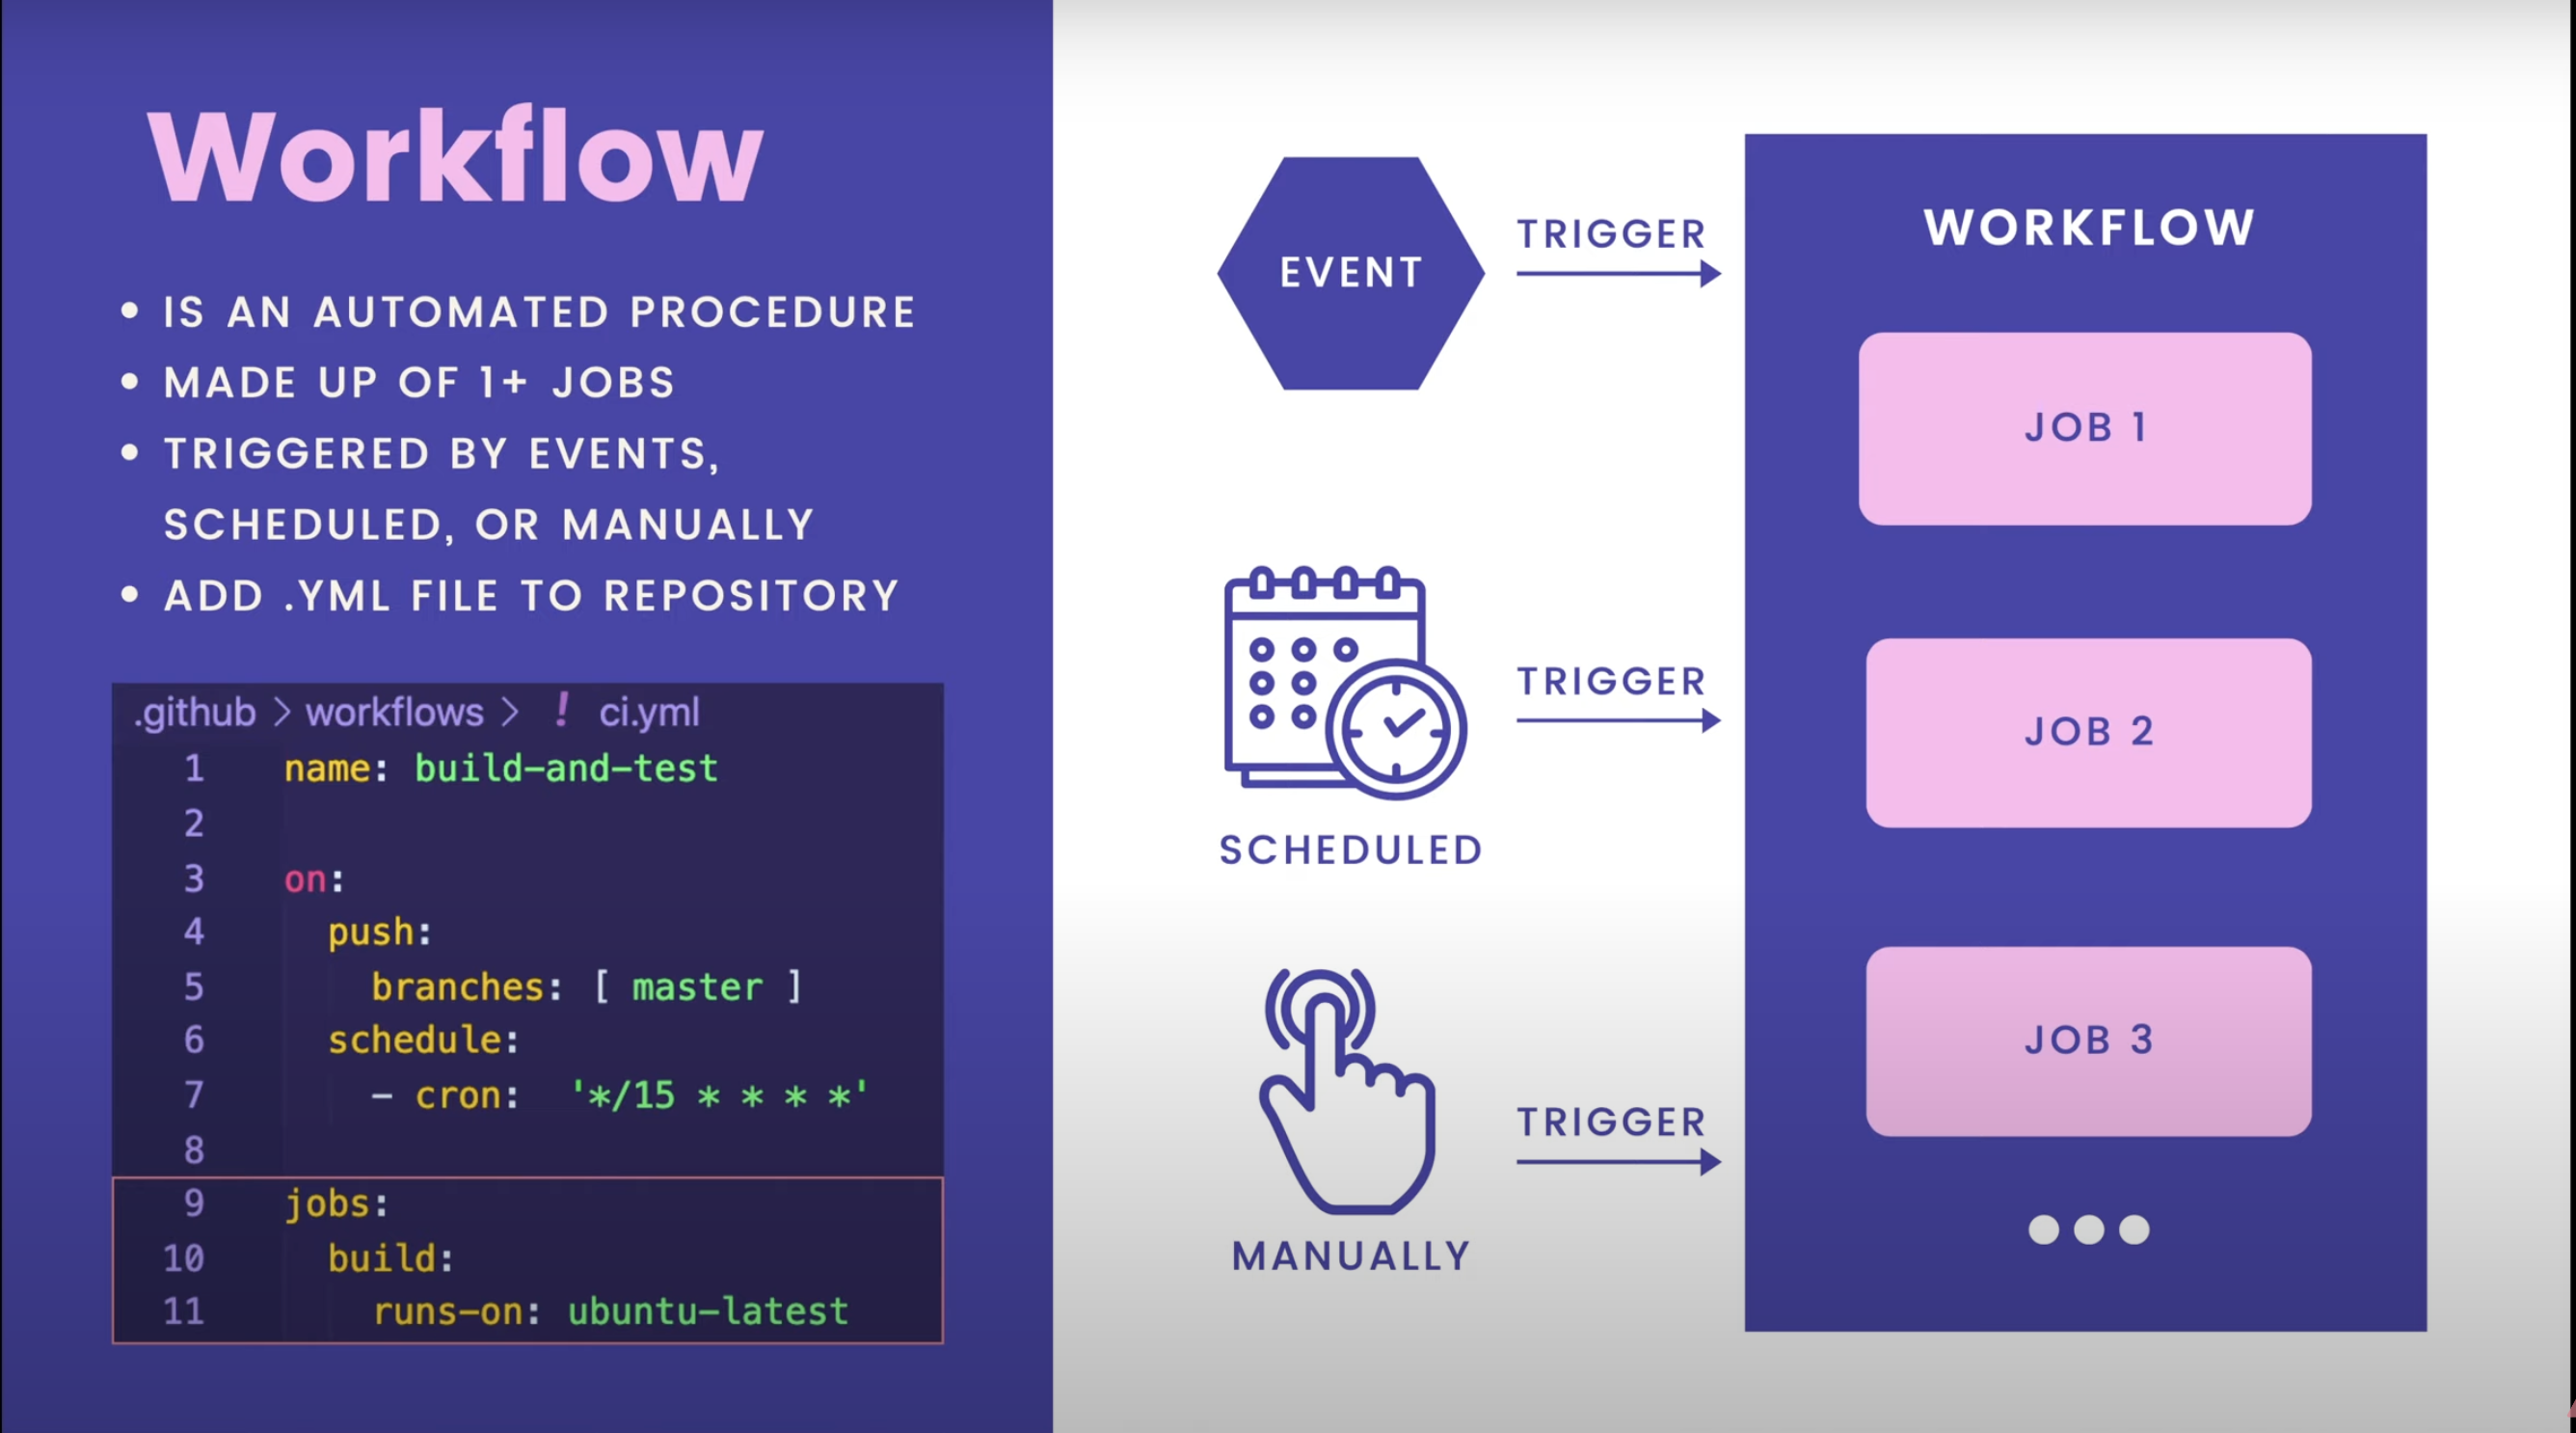 Workflow
• IS AN AUTOMATED PROCEDURE
• MADE UP OF 1+ JOBS
• TRIGGERED BY EVENTS,
SCHEDULED, OR MANUALLY
• ADD .YML FILE TO REPOSITORY
.github > workflows > ! ci.yml
1 name: build-and-test
2
3 on:
4   push:
5     branches: [ master ]
6   schedule:
7     - cron:  '*/15 * * * *'
8
9 jobs:
10   build:
11     runs-on: ubuntu-latest
EVENT
TRIGGER
SCHEDULED
TRIGGER
MANUALLY
TRIGGER
WORKFLOW
JOB 1
JOB 2
JOB 3